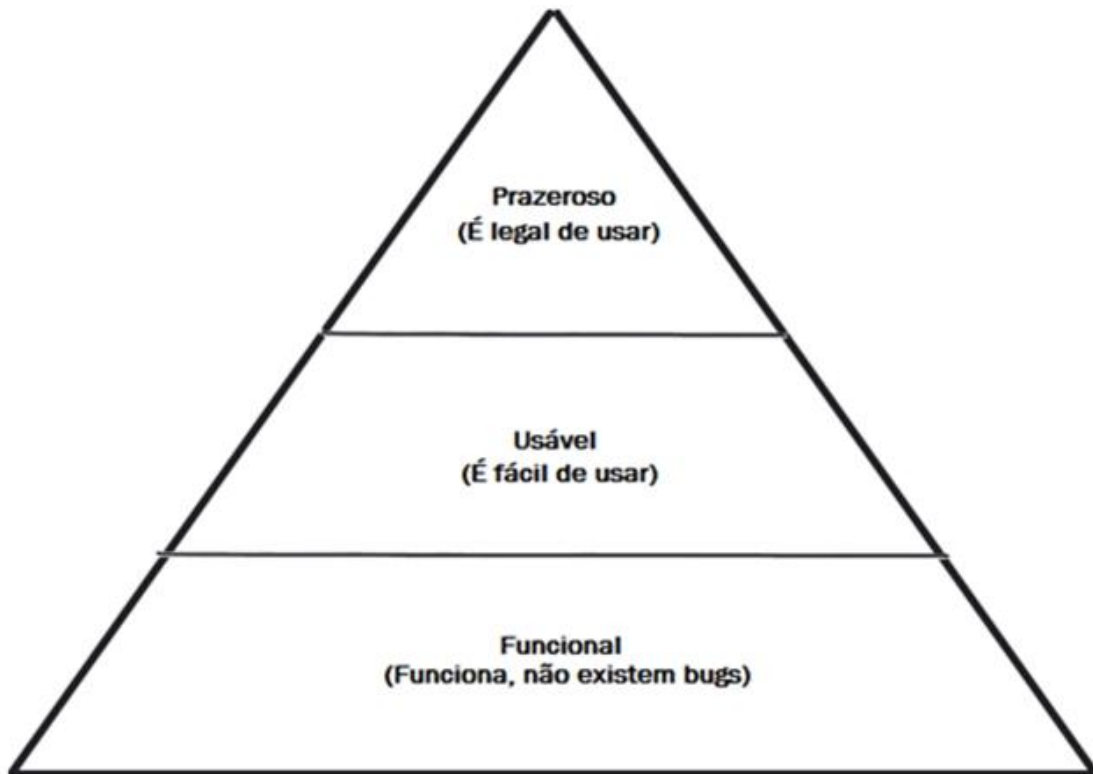 Prazeroso
(É legal de usar)
Usável
(É fácil de usar)
Funcional
(Funciona, não existem bugs)